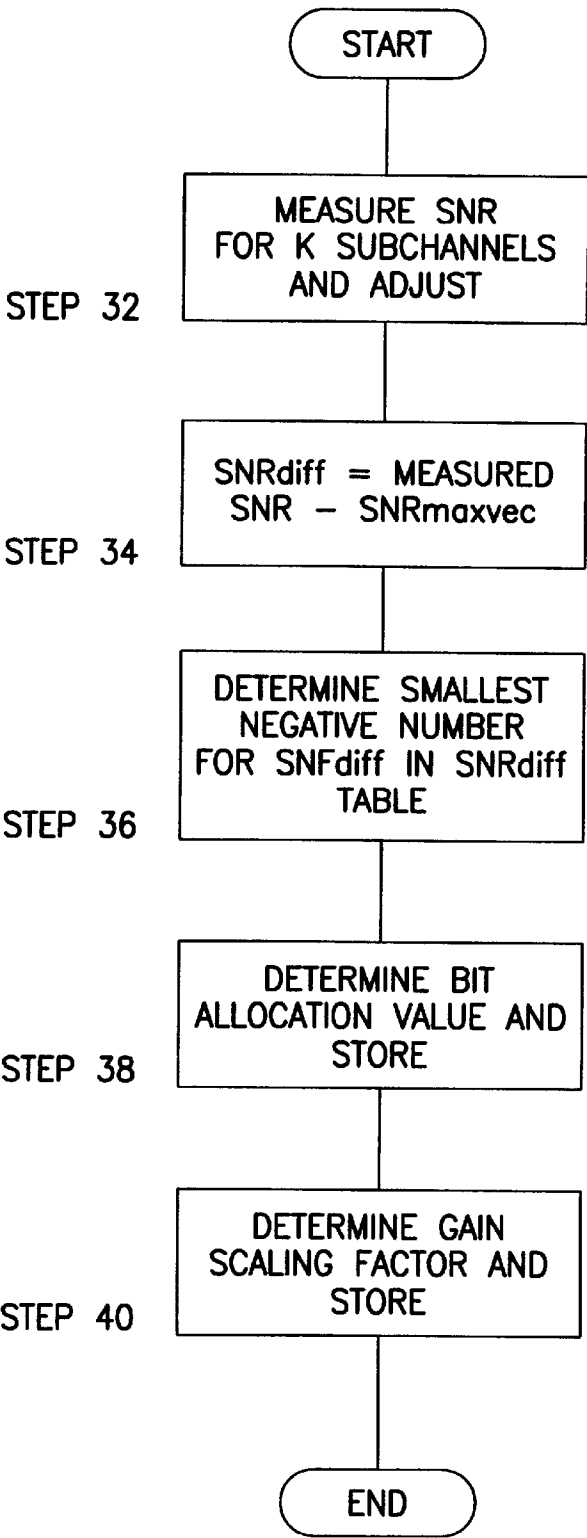 START
MEASURE SNR
FOR K SUBCHANNELS
AND ADJUST
STEP 32
SNRdiff = MEASURED
SNR – SNRmaxvec
STEP 34
DETERMINE SMALLEST
NEGATIVE NUMBER
FOR SNFdiff IN SNRdiff
TABLE
STEP 36
DETERMINE BIT
ALLOCATION VALUE AND
STORE
STEP 38
DETERMINE GAIN
SCALING FACTOR AND
STORE
STEP 40
END